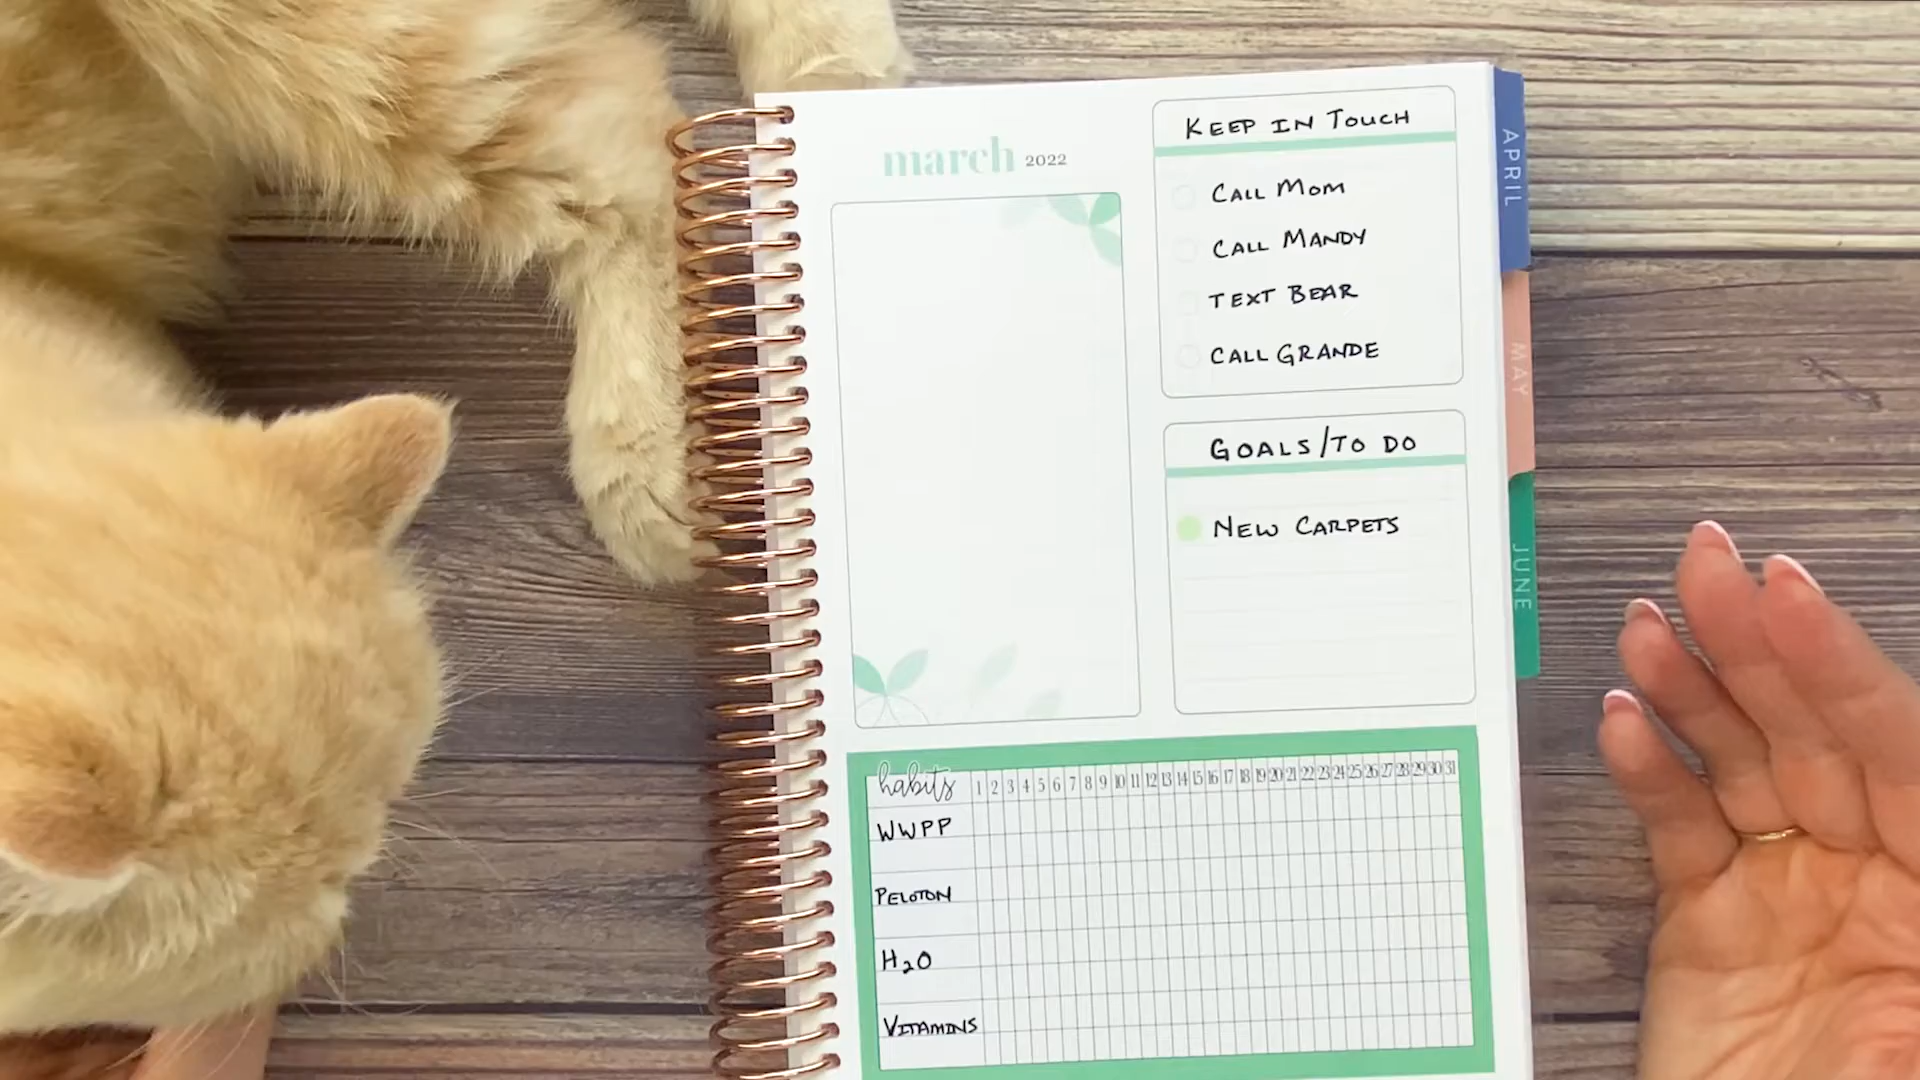 march 2022
KEEP IN TOUCH
CALL MOM
CALL MANDY
TEXT BEAR
CALL GRANDE
GOALS/TO DO
NEW CARPETS
habits 1 2 3 4 5 6 7 8 9 10 11 12 13 14 15 16 17 18 19 20 21 22 23 24 25 26 27 28 29 30 31
WWPP
PELOTON
H2O
VITAMINS
APRIL
MAY
JUNE